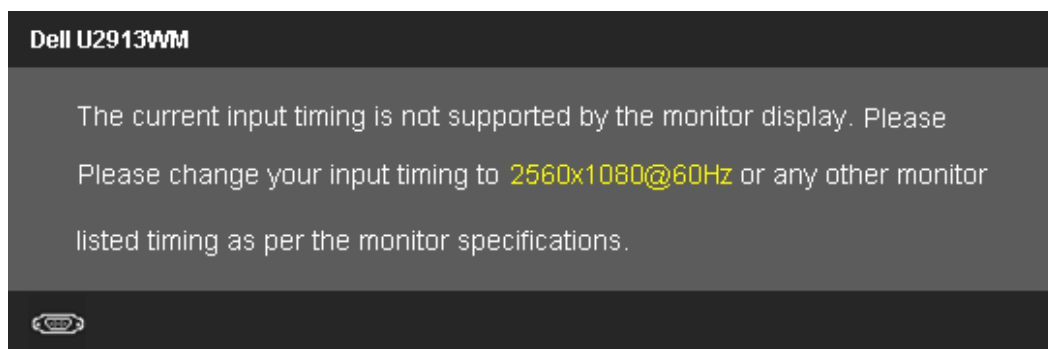 Dell U2913WM
The current input timing is not supported by the monitor display. Please
Please change your input timing to 2560x1080@60Hz or any other monitor
listed timing as per the monitor specifications.